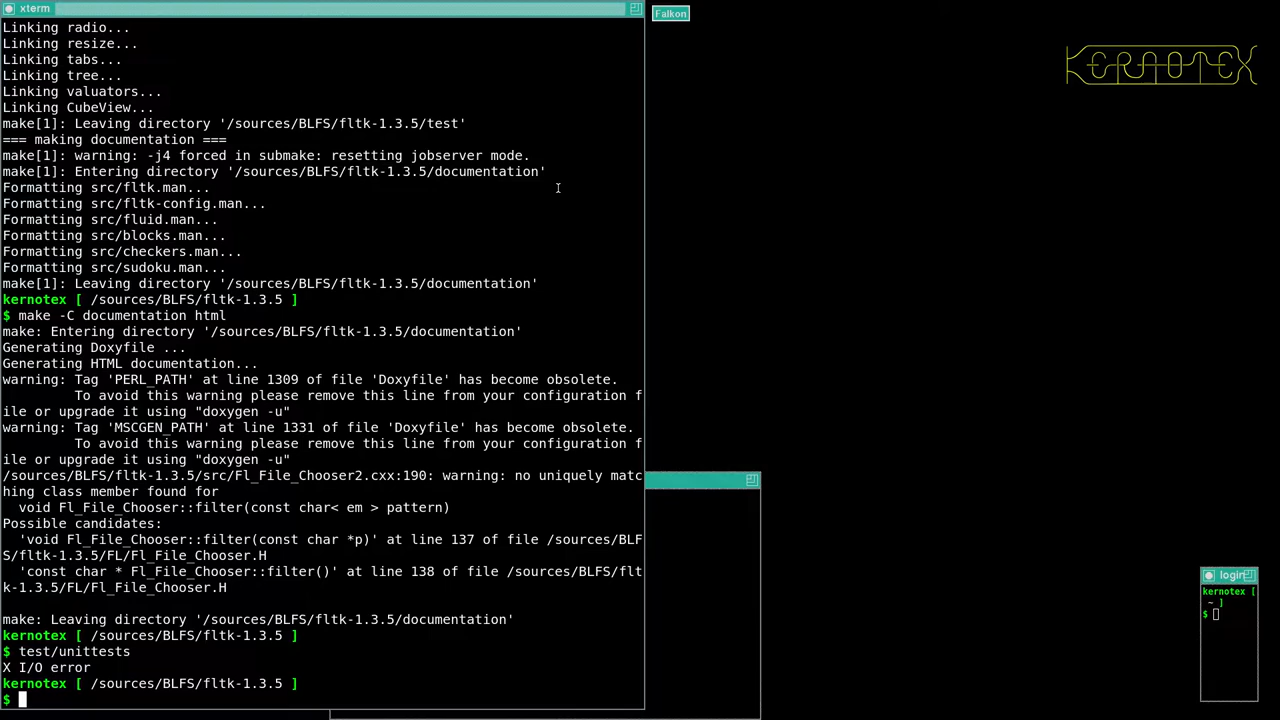 xterm
Linking radio...
Linking resize...
Linking tabs...
Linking tree...
Linking valuators...
Linking CubeView...
make[1]: Leaving directory '/sources/BLFS/fltk-1.3.5/test'
=== making documentation ===
make[1]: warning: -j4 forced in submake: resetting jobserver mode.
make[1]: Entering directory '/sources/BLFS/fltk-1.3.5/documentation'
Formatting src/fltk.man...
Formatting src/fltk-config.man...
Formatting src/fluid.man...
Formatting src/blocks.man...
Formatting src/checkers.man...
Formatting src/sudoku.man...
make[1]: Leaving directory '/sources/BLFS/fltk-1.3.5/documentation'
kernotex [ /sources/BLFS/fltk-1.3.5 ]
$ make -C documentation html
make: Entering directory '/sources/BLFS/fltk-1.3.5/documentation'
Generating Doxyfile ...
Generating HTML documentation...
warning: Tag 'PERL_PATH' at line 1309 of file 'Doxyfile' has become obsolete.
         To avoid this warning please remove this line from your configuration f
ile or upgrade it using "doxygen -u"
warning: Tag 'MSCGEN_PATH' at line 1331 of file 'Doxyfile' has become obsolete.
         To avoid this warning please remove this line from your configuration f
ile or upgrade it using "doxygen -u"
/sources/BLFS/fltk-1.3.5/src/Fl_File_Chooser2.cxx:190: warning: no uniquely matc
hing class member found for
  void Fl_File_Chooser::filter(const char< em > pattern)
Possible candidates:
  'void Fl_File_Chooser::filter(const char *p)' at line 137 of file /sources/BLF
S/fltk-1.3.5/FL/Fl_File_Chooser.H
  'const char * Fl_File_Chooser::filter()' at line 138 of file /sources/BLFS/flt
k-1.3.5/FL/Fl_File_Chooser.H
make: Leaving directory '/sources/BLFS/fltk-1.3.5/documentation'
kernotex [ /sources/BLFS/fltk-1.3.5 ]
$ test/unittests
X I/O error
kernotex [ /sources/BLFS/fltk-1.3.5 ]
$
Falkon
KERNOTEX
login
kernotex [
~ ]
$